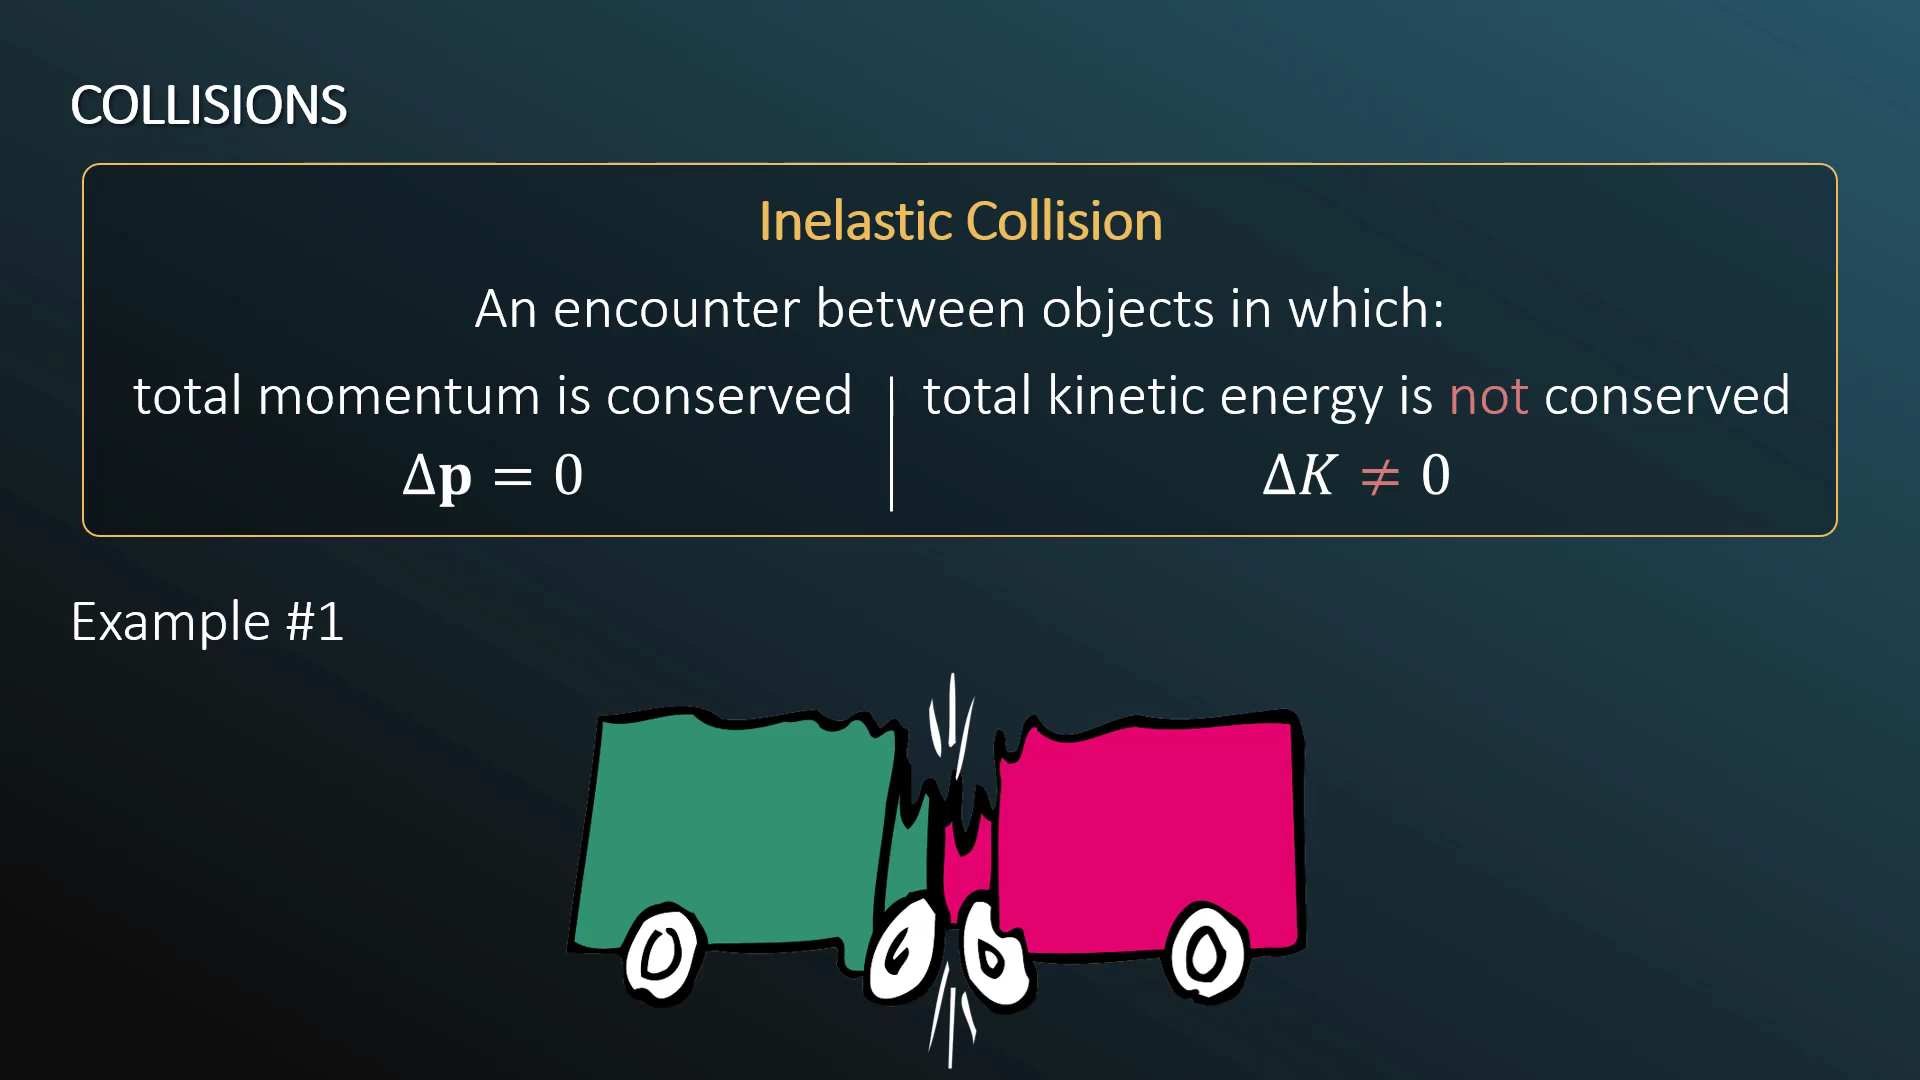 COLLISIONS
Inelastic Collision
An encounter between objects in which:
total momentum is conserved
Δ𝐩 = 0
total kinetic energy is not conserved
Δ𝐾 ≠ 0
Example #1